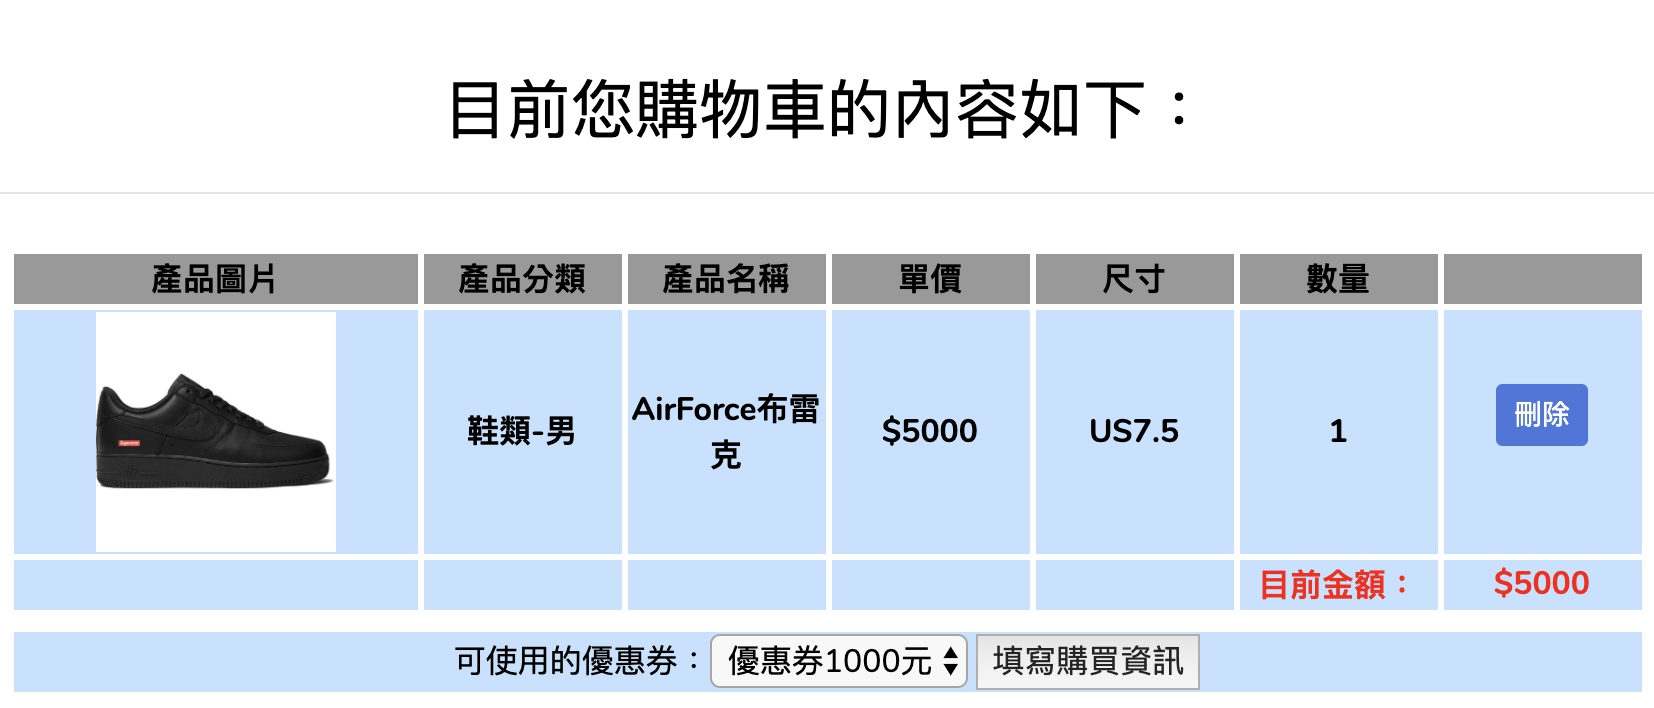 目前您購物車的內容如下：
產品圖片 產品分類 產品名稱 單價 尺寸 數量
鞋類-男 AirForce布雷克 $5000 US7.5 1 刪除
Supreme
目前金額： $5000
可使用的優惠券： 優惠券1000元 填寫購買資訊